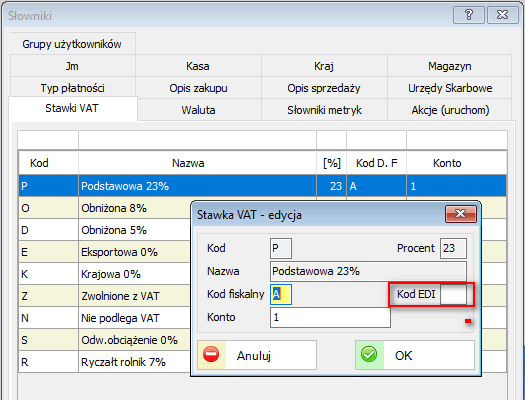 Słowniki
Grupy użytkowników
Jm Kasa Kraj Magazyn
Typ płatności Opis zakupu Opis sprzedaży Urzędy Skarbowe
Stawki VAT Waluta Słowniki metryk Akcje (uruchom)
Kod Nazwa [%] Kod D. F Konto
P Podstawowa 23% 23 A 1
O Obniżona 8%
D Obniżona 5%
E Eksportowa 0%
K Krajowa 0%
Z Zwolnione z VAT
N Nie podlega VAT
S Odw.obciążenie 0%
R Ryczałt rolnik 7%
Stawka VAT - edycja
Kod P Procent 23
Nazwa Podstawowa 23%
Kod fiskalny A Kod EDI
Konto 1
Anuluj OK